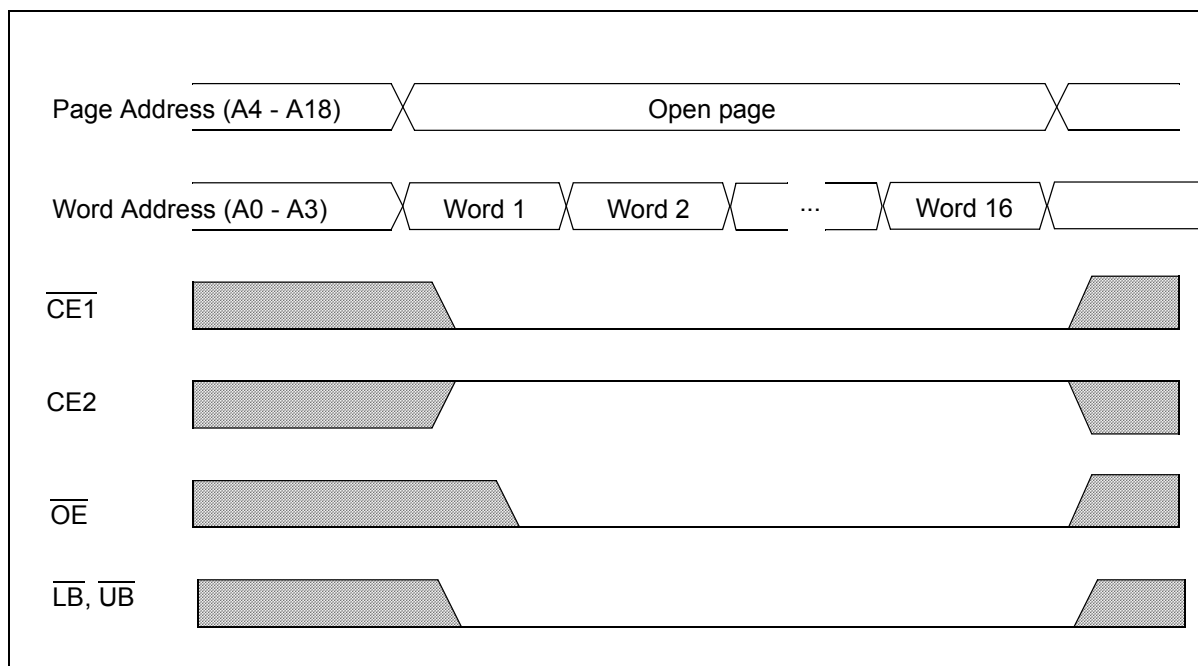 Page Address (A4 - A18)
Open page
Word Address (A0 - A3)
Word 1
Word 2
...
Word 16
CE1
CE2
OE
LB, UB